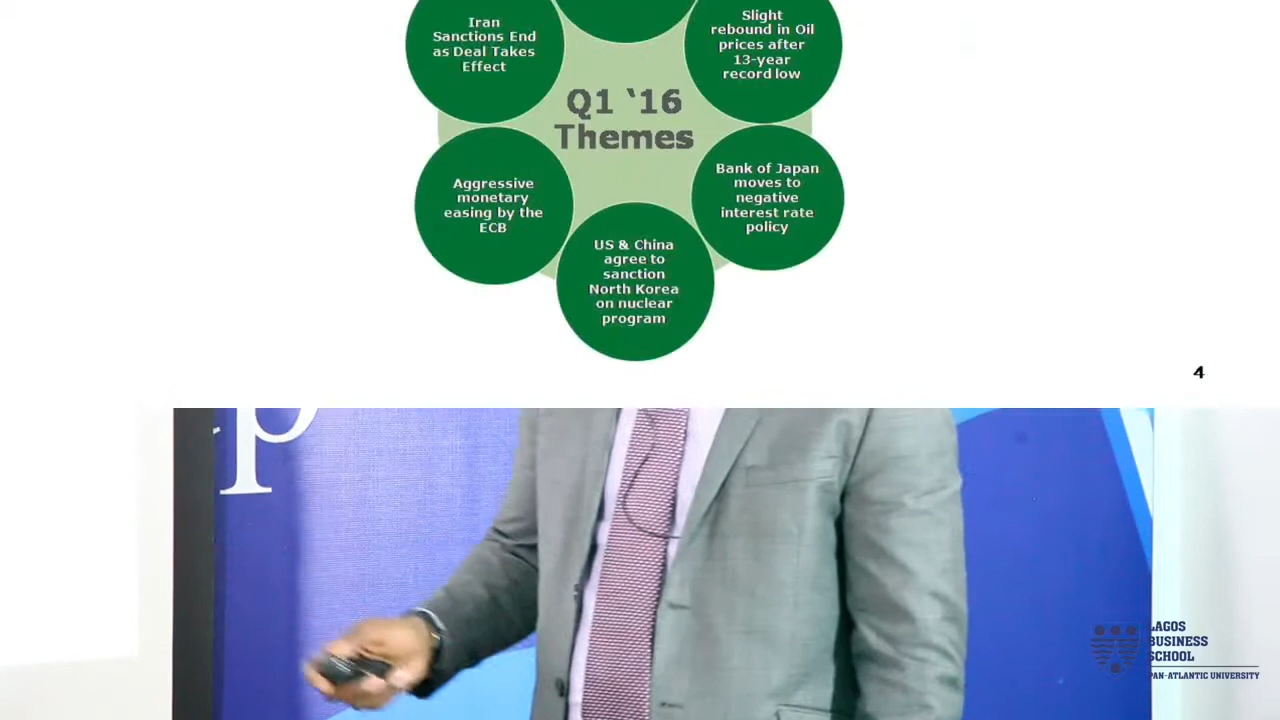 Iran
Sanctions End
as Deal Takes
Effect
Slight
rebound in Oil
prices after
13-year
record low
Q1 ‘16
Themes
Aggressive
monetary
easing by the
ECB
Bank of Japan
moves to
negative
interest rate
policy
US & China
agree to
sanction
North Korea
on nuclear
program
4
p
LAGOS
BUSINESS
SCHOOL
PAN-ATLANTIC UNIVERSITY